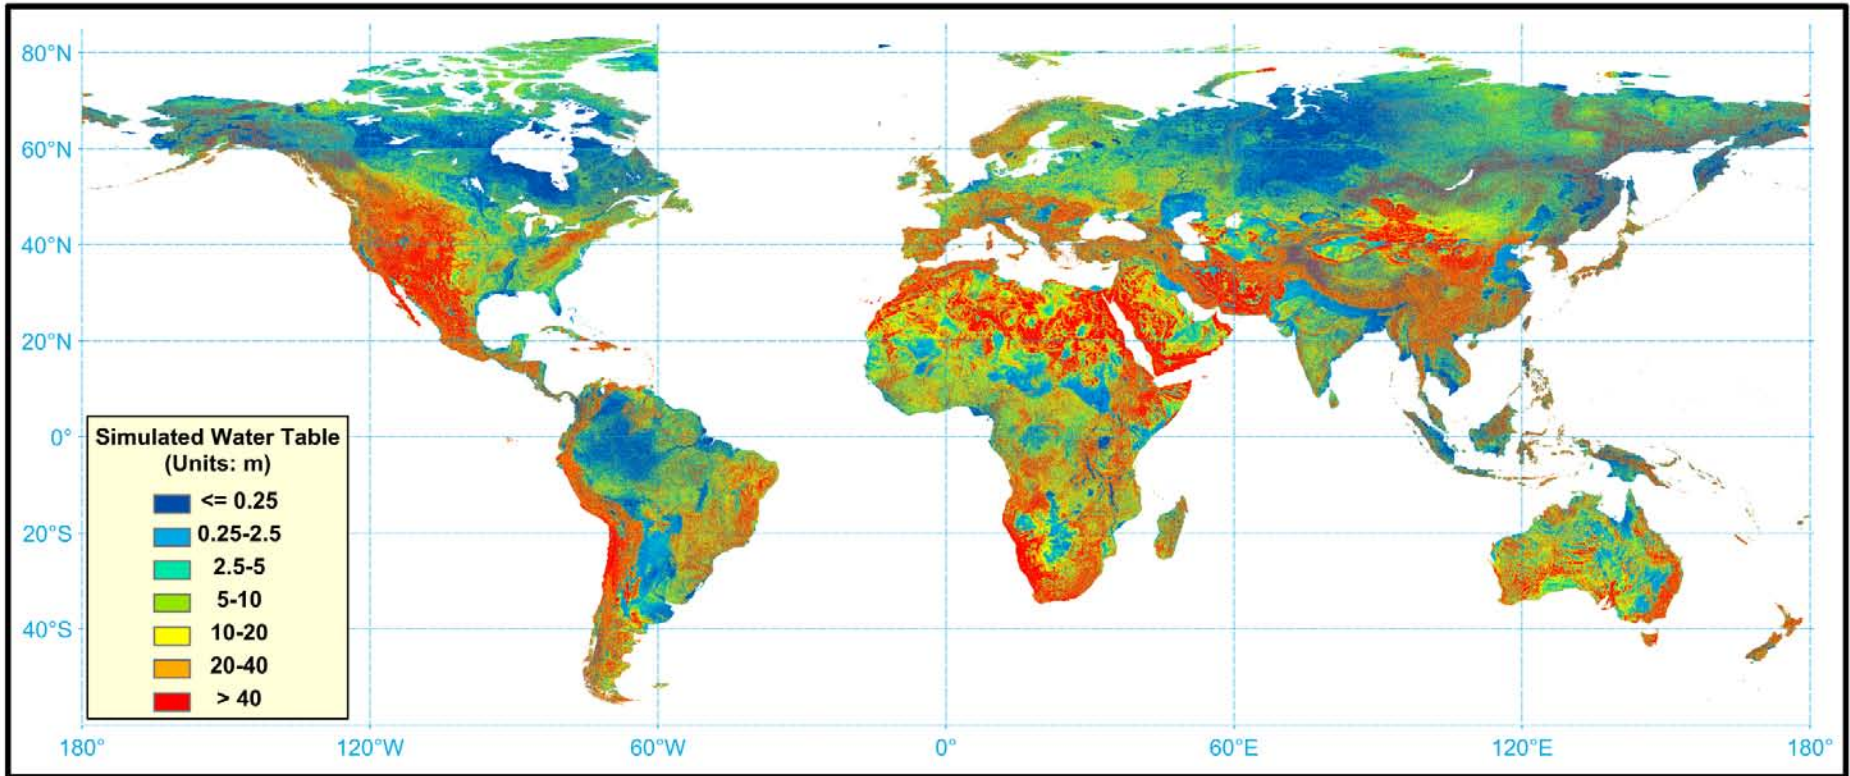 80°N
60°N
40°N
20°N
0°
20°S
40°S
Simulated Water Table
(Units: m)
<= 0.25
0.25-2.5
2.5-5
5-10
10-20
20-40
> 40
180° 120°W 60°W 0° 60°E 120°E 180°